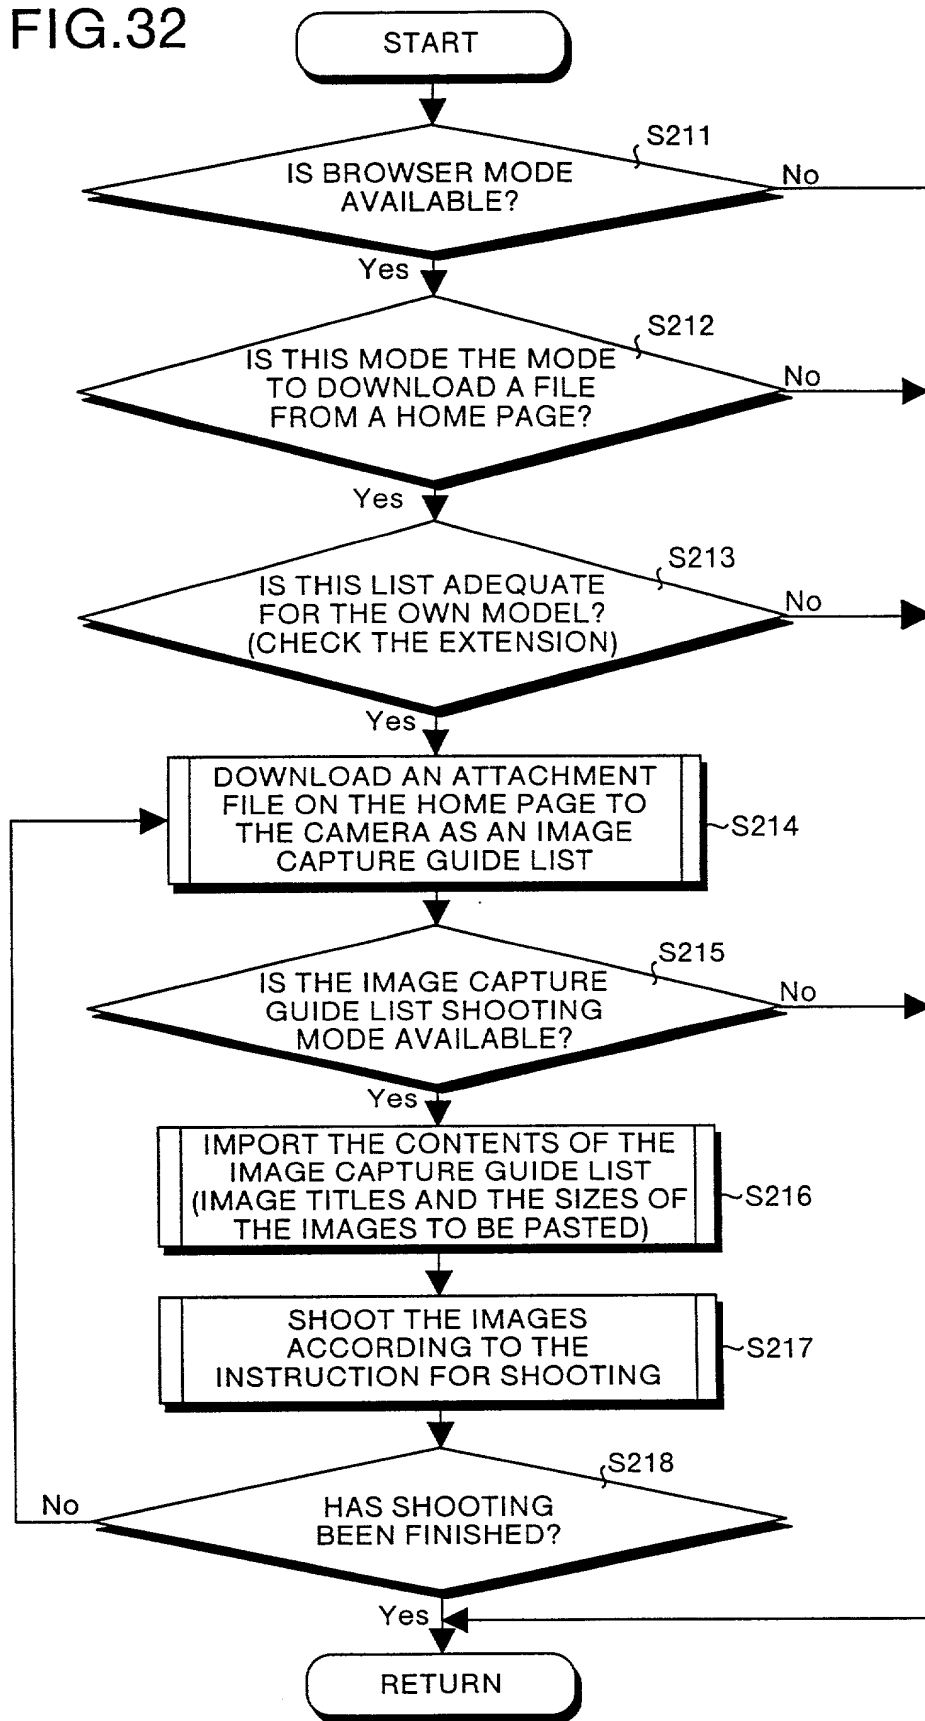 FIG.32
START
S211
IS BROWSER MODE
AVAILABLE?
No
Yes
S212
IS THIS MODE THE MODE
TO DOWNLOAD A FILE
FROM A HOME PAGE?
No
Yes
S213
IS THIS LIST ADEQUATE
FOR THE OWN MODEL?
(CHECK THE EXTENSION)
No
Yes
DOWNLOAD AN ATTACHMENT
FILE ON THE HOME PAGE TO
THE CAMERA AS AN IMAGE
CAPTURE GUIDE LIST
S214
S215
IS THE IMAGE CAPTURE
GUIDE LIST SHOOTING
MODE AVAILABLE?
No
Yes
IMPORT THE CONTENTS OF THE
IMAGE CAPTURE GUIDE LIST
(IMAGE TITLES AND THE SIZES OF
THE IMAGES TO BE PASTED)
S216
SHOOT THE IMAGES
ACCORDING TO THE
INSTRUCTION FOR SHOOTING
S217
S218
HAS SHOOTING
BEEN FINISHED?
No
Yes
RETURN